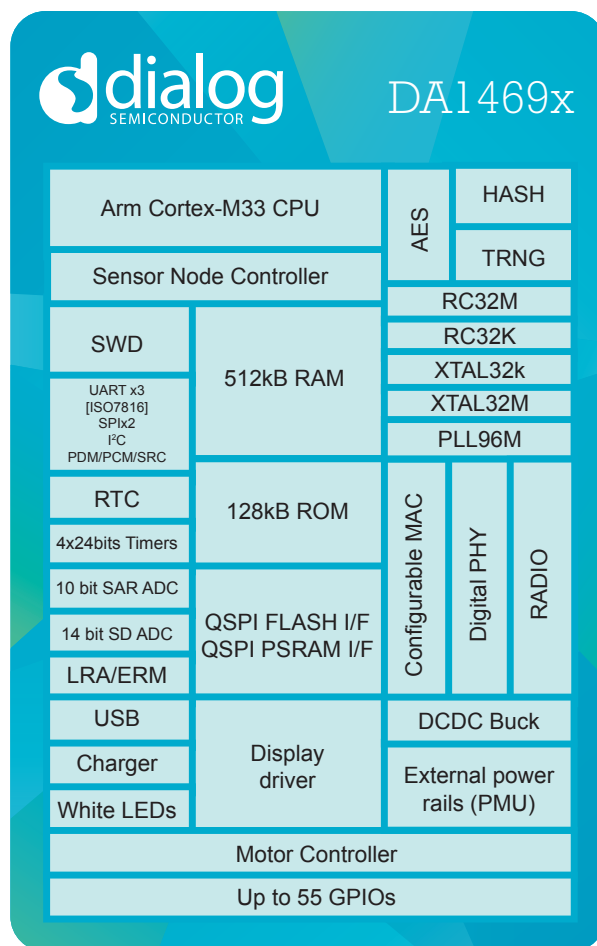 dialog
SEMICONDUCTOR
DA1469x
Arm Cortex-M33 CPU
AES
HASH
TRNG
Sensor Node Controller
RC32M
RC32K
XTAL32k
XTAL32M
PLL96M
SWD
512kB RAM
UART x3
[ISO7816]
SPIx2
I²C
PDM/PCM/SRC
RTC
128kB ROM
4x24bits Timers
Configurable MAC
Digital PHY
RADIO
10 bit SAR ADC
14 bit SD ADC
LRA/ERM
QSPI FLASH I/F
QSPI PSRAM I/F
USB
Charger
White LEDs
Display
driver
DCDC Buck
External power
rails (PMU)
Motor Controller
Up to 55 GPIOs